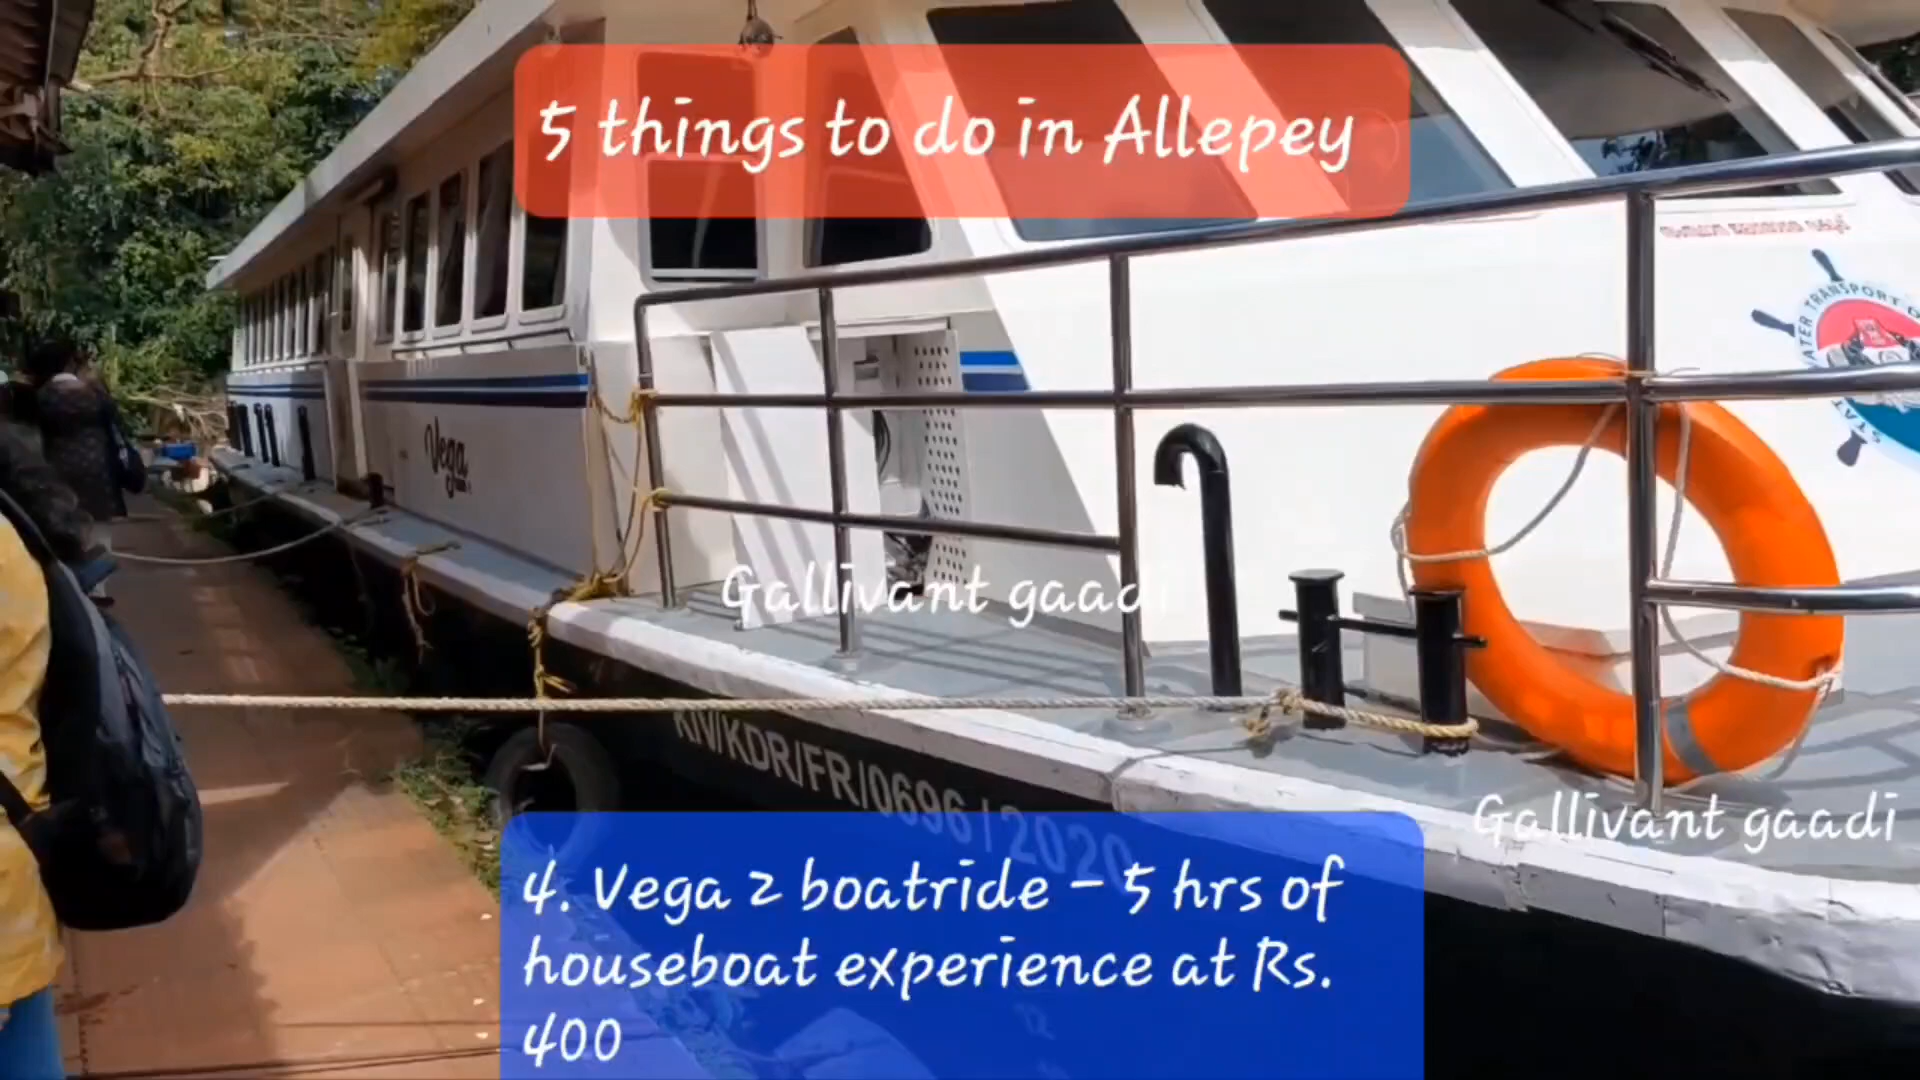 5 things to do in Allepey
Vega
Gallivant gaadi
KIV/KDR/FR/0696 / 2020
Gallivant gaadi
4. Vega 2 boatride – 5 hrs of
houseboat experience at Rs.
400